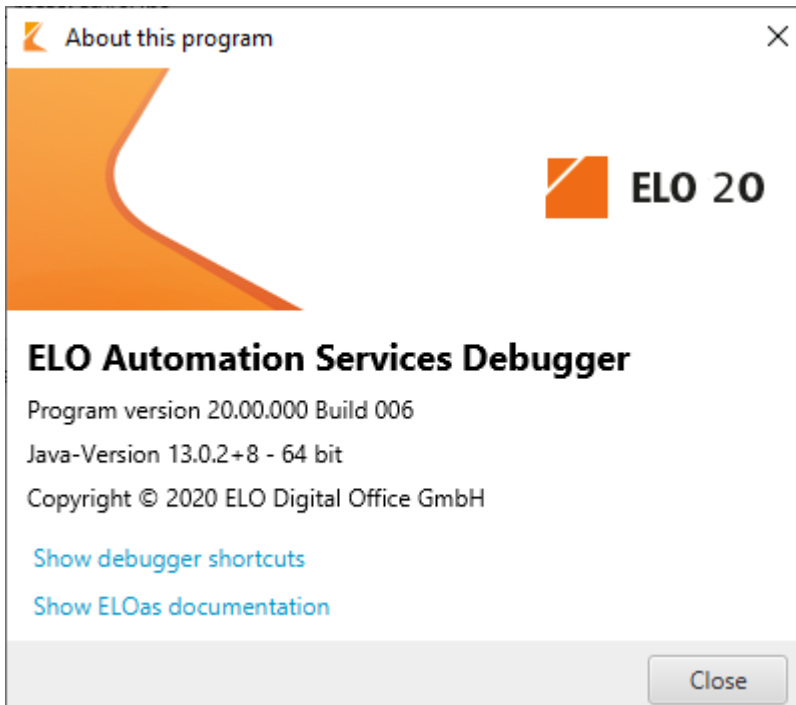 About this program
ELO 20
ELO Automation Services Debugger
Program version 20.00.000 Build 006
Java-Version 13.0.2+8 - 64 bit
Copyright © 2020 ELO Digital Office GmbH
Show debugger shortcuts
Show ELOas documentation
Close